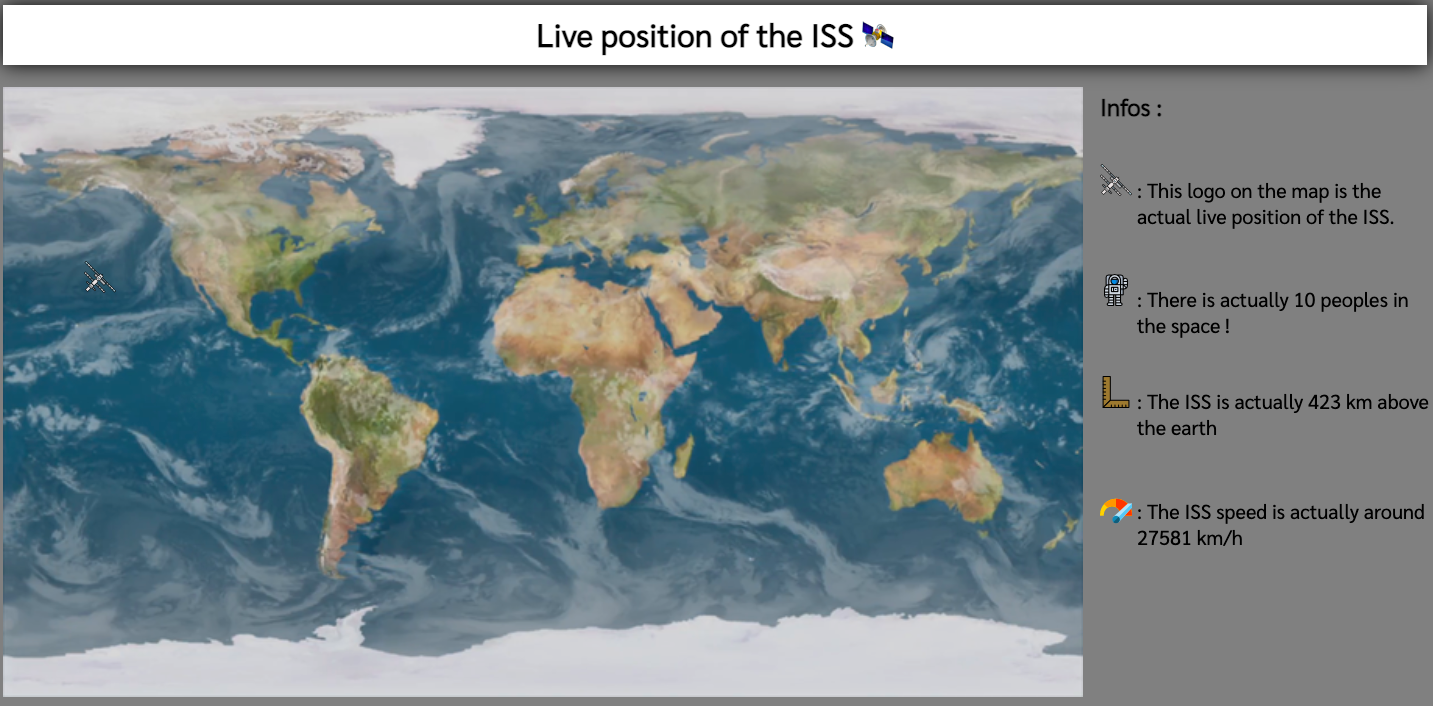 Live position of the ISS
Infos :
: This logo on the map is the
actual live position of the ISS.
: There is actually 10 peoples in
the space !
: The ISS is actually 423 km above
the earth
: The ISS speed is actually around
27581 km/h